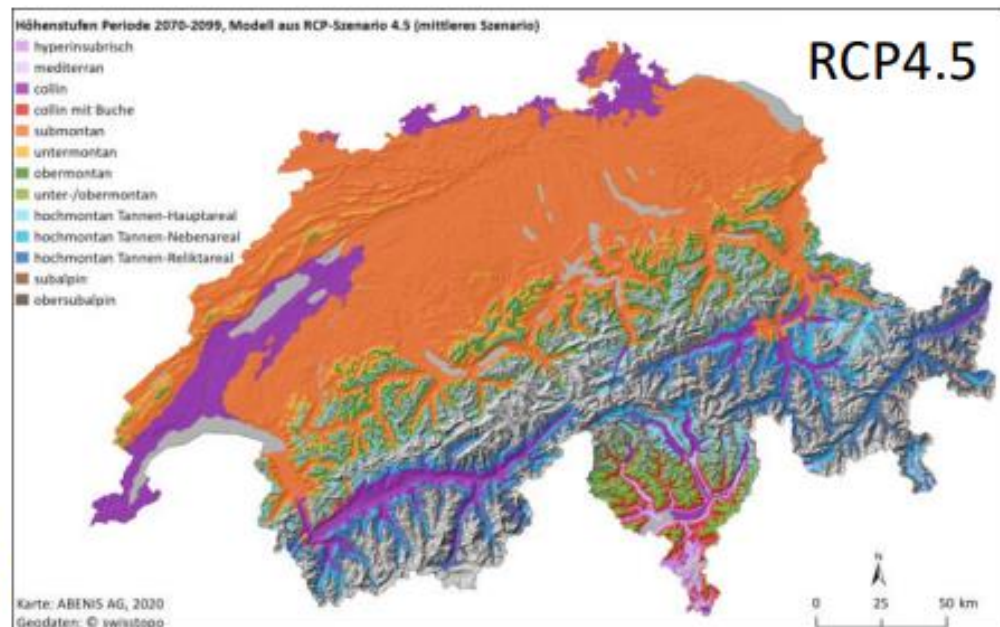 Höhenstufen Periode 2070-2099, Modell aus RCP-Szenario 4.5 (mittleres Szenario)
RCP4.5
hyperinsubrisch
mediterran
collin
collin mit Buche
submontan
untermontan
obermontan
unter-/obermontan
hochmontan Tannen-Hauptareal
hochmontan Tannen-Nebenareal
hochmontan Tannen-Reliktareal
subalpin
obersubalpin
N
Karte: ABENIS AG, 2020
Geodaten: © swisstopo
0 25 50 km